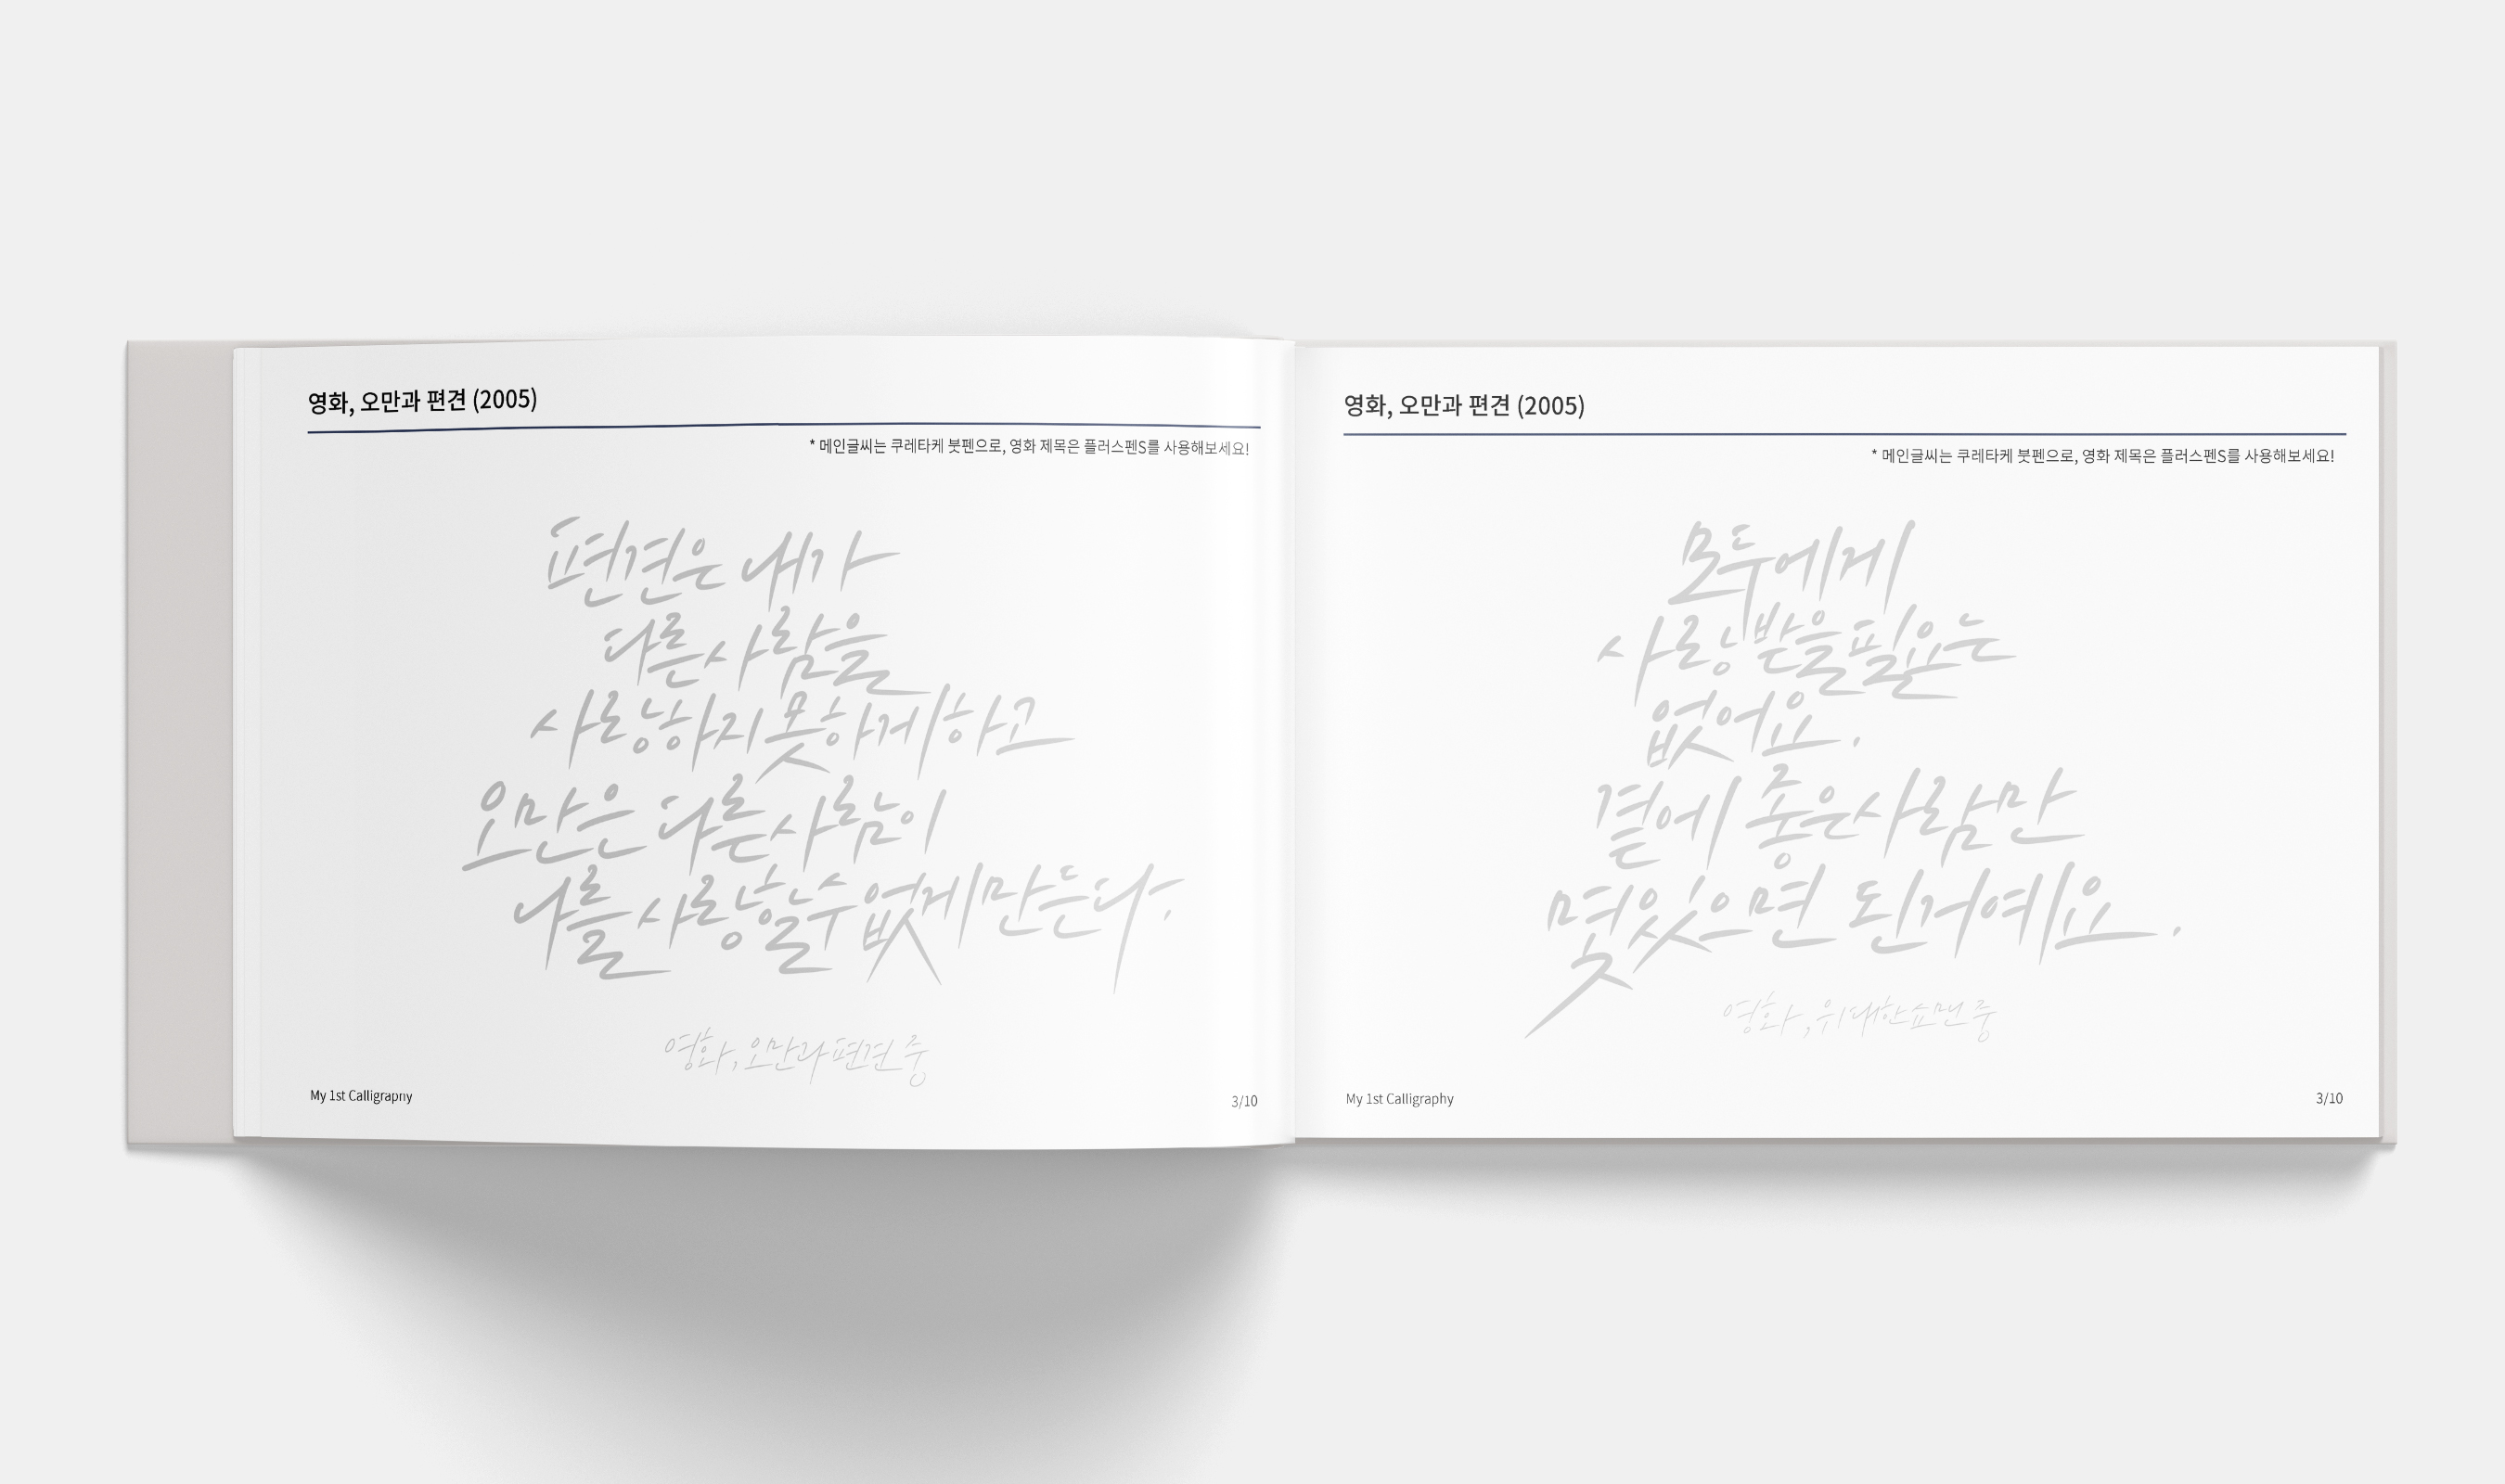 영화, 오만과 편견 (2005)
* 메인글씨는 쿠레타케 붓펜으로, 영화 제목은 플러스펜S를 사용해보세요!
편견은 내가
다른 사람을
사랑하지 못하게 하고
오만은 다른 사람이
나를 사랑할 수 없게 만든다.
영화, 오만과 편견 중
My 1st Calligraphy
3/10
영화, 오만과 편견 (2005)
* 메인글씨는 쿠레타케 붓펜으로, 영화 제목은 플러스펜S를 사용해보세요!
모두에게
사랑받을 필요는
없어요.
곁에 좋은 사람만
몇 있으면 된 거예요.
영화, 위대한 쇼맨 중
My 1st Calligraphy
3/10